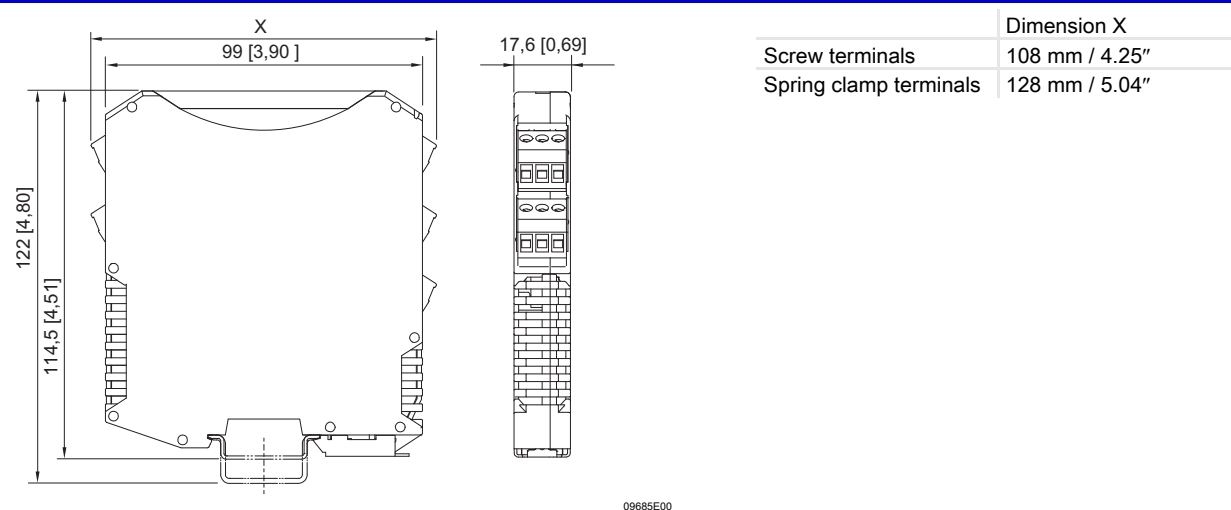 X
99 [3,90 ]
17,6 [0,69]
122 [4,80]
114,5 [4,51]
Dimension X
Screw terminals 108 mm / 4.25″
Spring clamp terminals 128 mm / 5.04″
09685E00